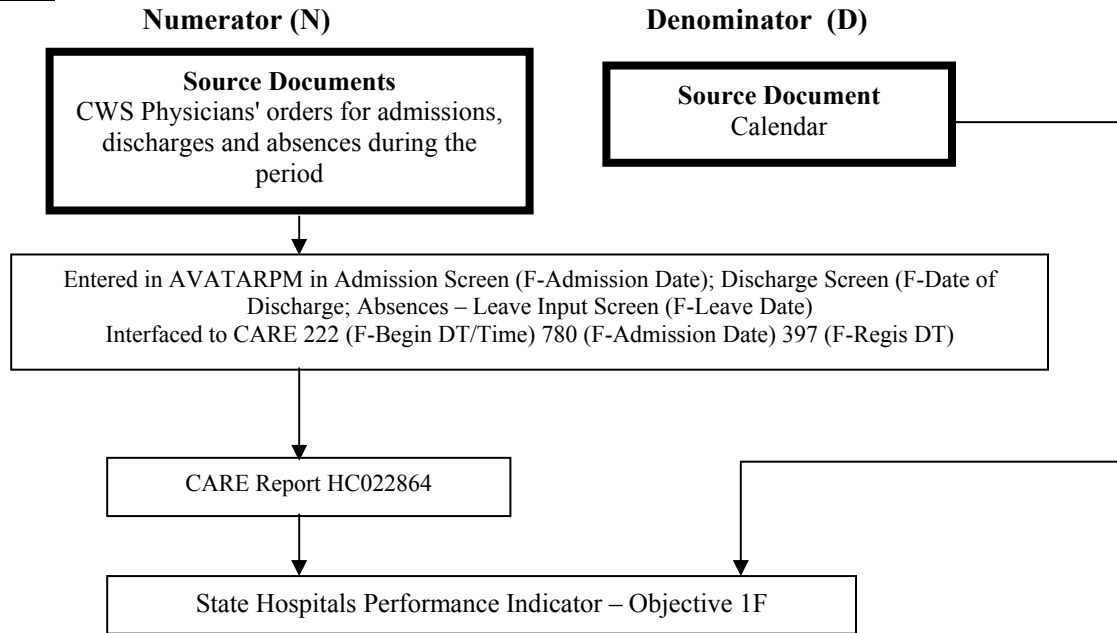 Numerator (N)
Denominator (D)
Source Documents
CWS Physicians' orders for admissions,
discharges and absences during the
period
Source Document
Calendar
Entered in AVATARPM in Admission Screen (F-Admission Date); Discharge Screen (F-Date of
Discharge; Absences – Leave Input Screen (F-Leave Date)
Interfaced to CARE 222 (F-Begin DT/Time) 780 (F-Admission Date) 397 (F-Regis DT)
CARE Report HC022864
State Hospitals Performance Indicator – Objective 1F